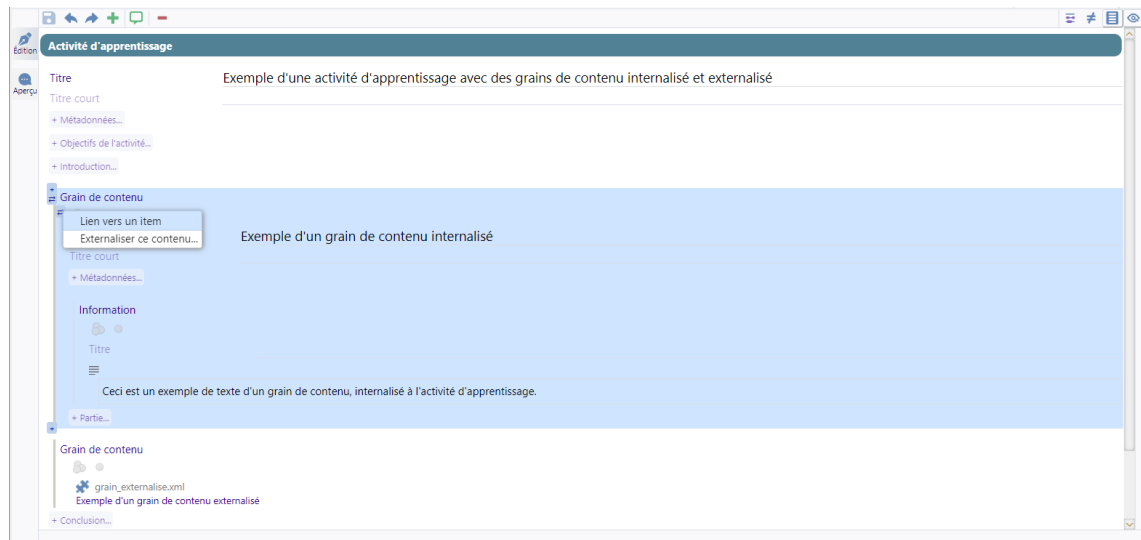 Édition
Aperçu
Activité d'apprentissage
Titre
Exemple d'une activité d'apprentissage avec des grains de contenu internalisé et externalisé
Titre court
+ Métadonnées...
+ Objectifs de l'activité...
+ Introduction...
Grain de contenu
Lien vers un item
Externaliser ce contenu...
Exemple d'un grain de contenu internalisé
Titre court
+ Métadonnées...
Information
Titre
Ceci est un exemple de texte d'un grain de contenu, internalisé à l'activité d'apprentissage.
+ Partie...
Grain de contenu
grain_externalise.xml
Exemple d'un grain de contenu externalisé
+ Conclusion...